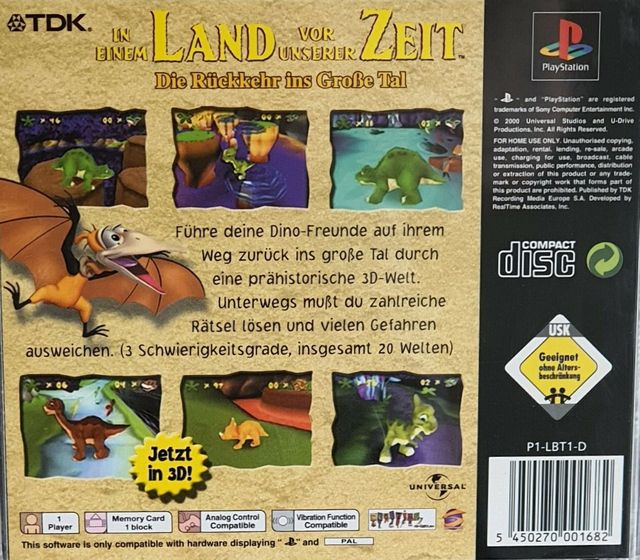 TDK.
IN EINEM LAND VOR UNSERER ZEIT™
Die Rückkehr ins Große Tal
Führe deine Dino-Freunde auf ihrem
Weg zurück ins große Tal durch
eine prähistorische 3D-Welt.
Unterwegs mußt du zahlreiche
Rätsel lösen und vielen Gefahren
ausweichen. (3 Schwierigkeitsgrade, insgesamt 20 Welten)
Jetzt
in 3D!
UNIVERSAL
1
Player
Memory Card
1 block
Analog Control
Compatible
Vibration Function
Compatible
This software is only compatible with hardware displaying " " and PAL
PlayStation
" " and "PlayStation" are registered
trademarks of Sony Computer Entertainment Inc.
© 2000 Universal Studios and U-Drive
Productions, Inc. All Rights Reserved.
FOR HOME USE ONLY. Unauthorised copying,
adaptation, rental, lending, re-sale, arcade
use, charging for use, broadcast, cable
transmission, public performance, distribution
or extraction of this product or any trade-
mark or copyright work that forms part of
this product are prohibited. Published by TDK
Recording Media Europe S.A. Developed by
RealTime Associates, Inc.
COMPACT
disc
USK
Geeignet
ohne Alters-
beschränkung
P1-LBT1-D
5 450270 001682